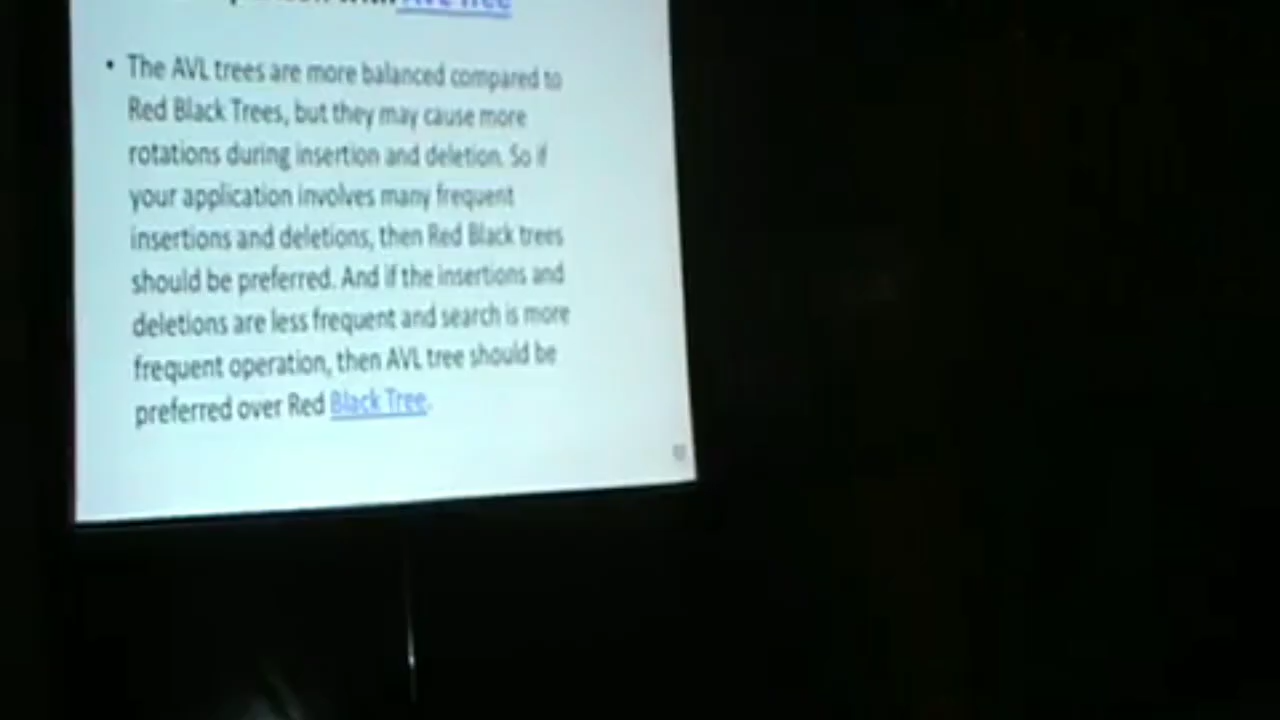 with AVL Tree
• The AVL trees are more balanced compared to
Red Black Trees, but they may cause more
rotations during insertion and deletion. So if
your application involves many frequent
insertions and deletions, then Red Black trees
should be preferred. And if the insertions and
deletions are less frequent and search is more
frequent operation, then AVL tree should be
preferred over Red Black Tree.